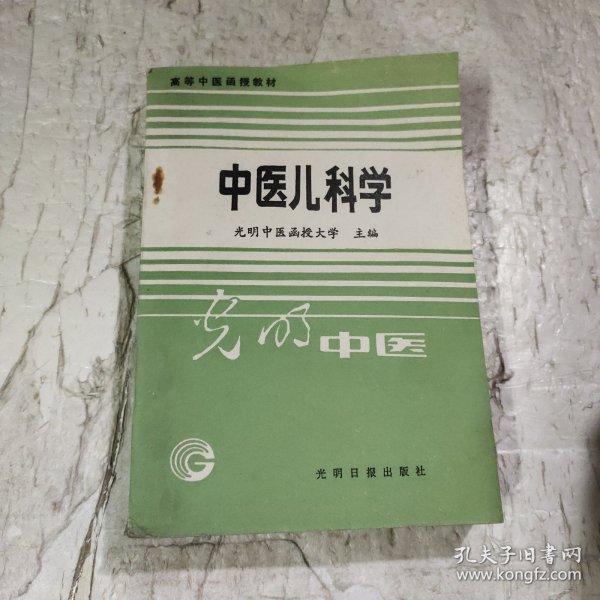 高等中医函授教材
中医儿科学
光明中医函授大学 主编
光明中医
光明日报出版社
孔夫子旧书网
www.kongfz.com